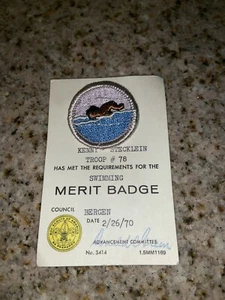 KENNY STECKLEIN
TROOP # 78
HAS MET THE REQUIREMENTS FOR THE
SWIMMING
MERIT BADGE
COUNCIL BERGEN
DATE 2/26/70
ADVANCEMENT COMMITTEE
No. 3414